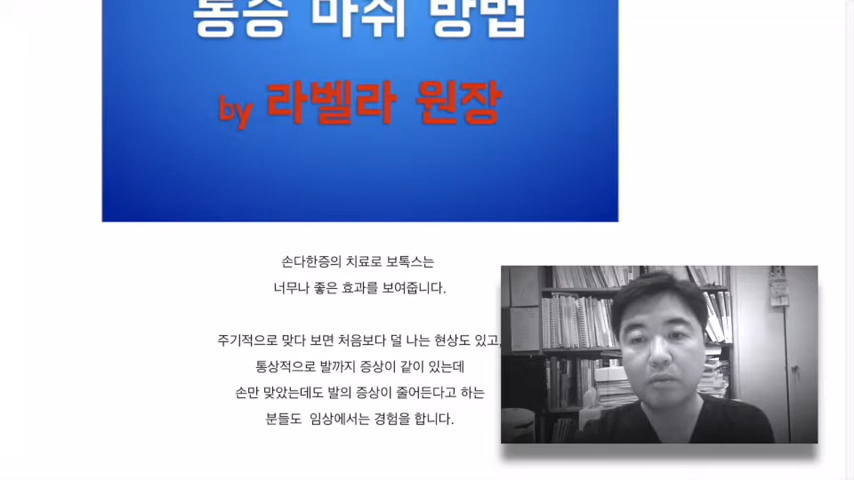 통증 마취 방법
by 라벨라 원장
손다한증의 치료로 보톡스는
너무나 좋은 효과를 보여줍니다.
주기적으로 맞다 보면 처음보다 덜 나는 현상도 있고,
통상적으로 발까지 증상이 같이 있는데
손만 맞았는데도 발의 증상이 줄어든다고 하는
분들도 임상에서는 경험을 합니다.